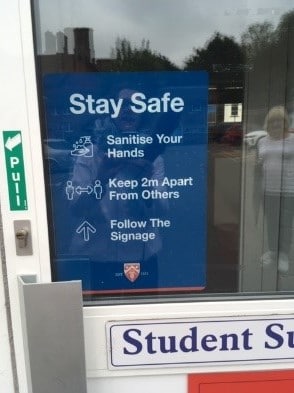 Stay Safe
Pull
Sanitise Your
Hands
Keep 2m Apart
From Others
Follow The
Signage
Student Su